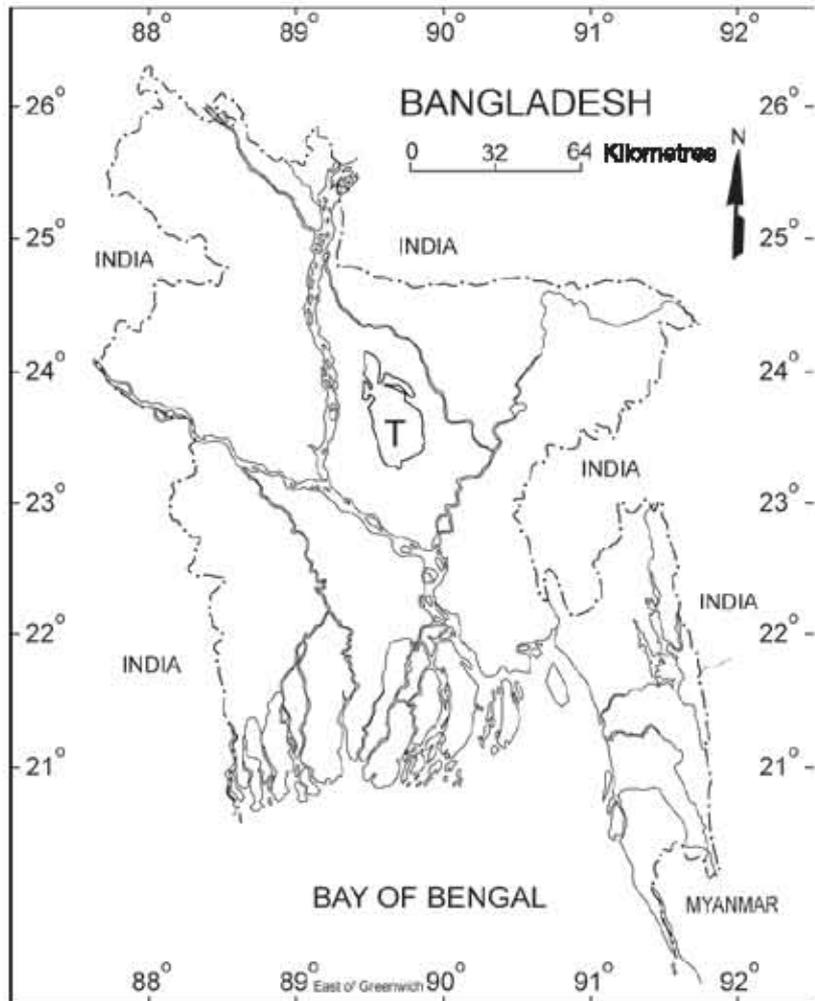 88° 89° 90° 91° 92°
26° 26°
BANGLADESH
0 32 64 Kilometres
N
25° 25°
INDIA INDIA
24° 24°
T
INDIA
23° 23°
INDIA
22° 22°
INDIA
21° 21°
BAY OF BENGAL
MYANMAR
88° 89° 90° 91° 92°
East of Greenwich